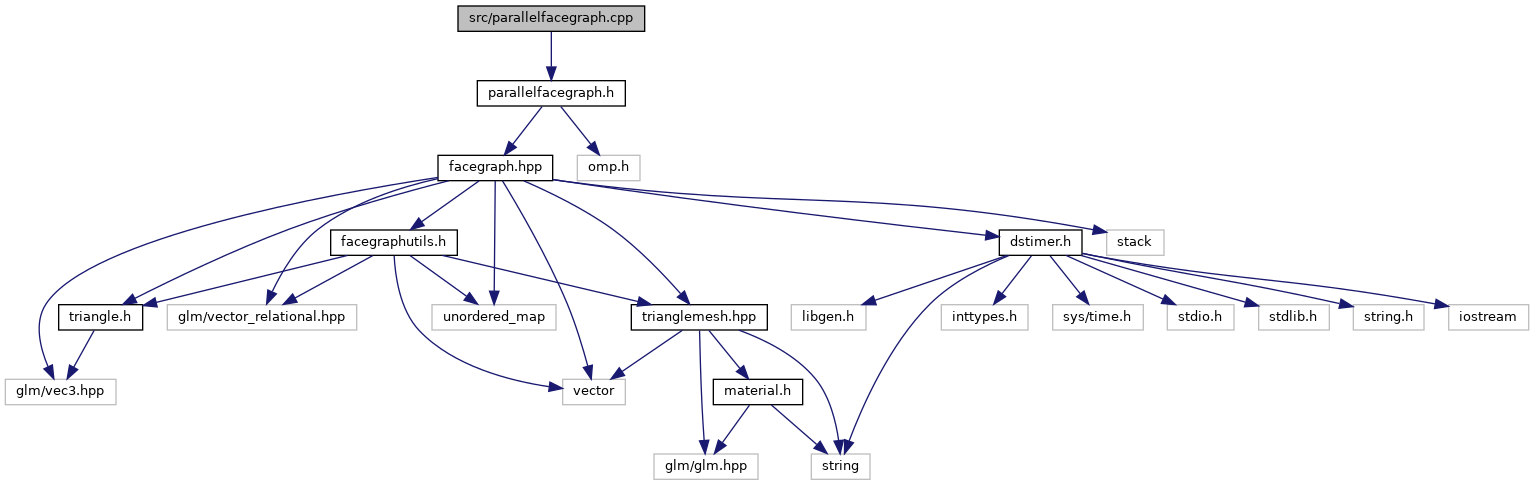 src/parallelfacegraph.cpp
parallelfacegraph.h
facegraph.hpp
omp.h
facegraphutils.h
dstimer.h
stack
triangle.h
glm/vector_relational.hpp
unordered_map
trianglemesh.hpp
libgen.h
inttypes.h
sys/time.h
stdio.h
stdlib.h
string.h
iostream
glm/vec3.hpp
vector
material.h
glm/glm.hpp
string